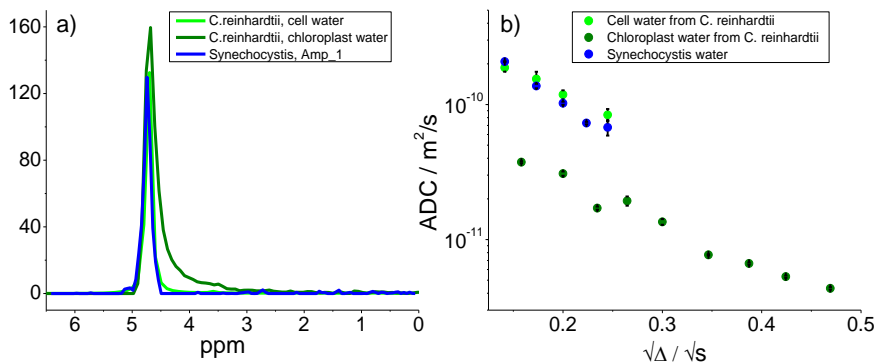 a)
C.reinhardtii, cell water
C.reinhardtii, chloroplast water
Synechocystis, Amp_1
160
120
80
40
0
6 5 4 3 2 1 0
ppm
b)
Cell water from C. reinhardtii
Chloroplast water from C. reinhardtii
Synechocystis water
ADC / m²/s
10⁻¹⁰
10⁻¹¹
0.2 0.3 0.4 0.5
√Δ / √s